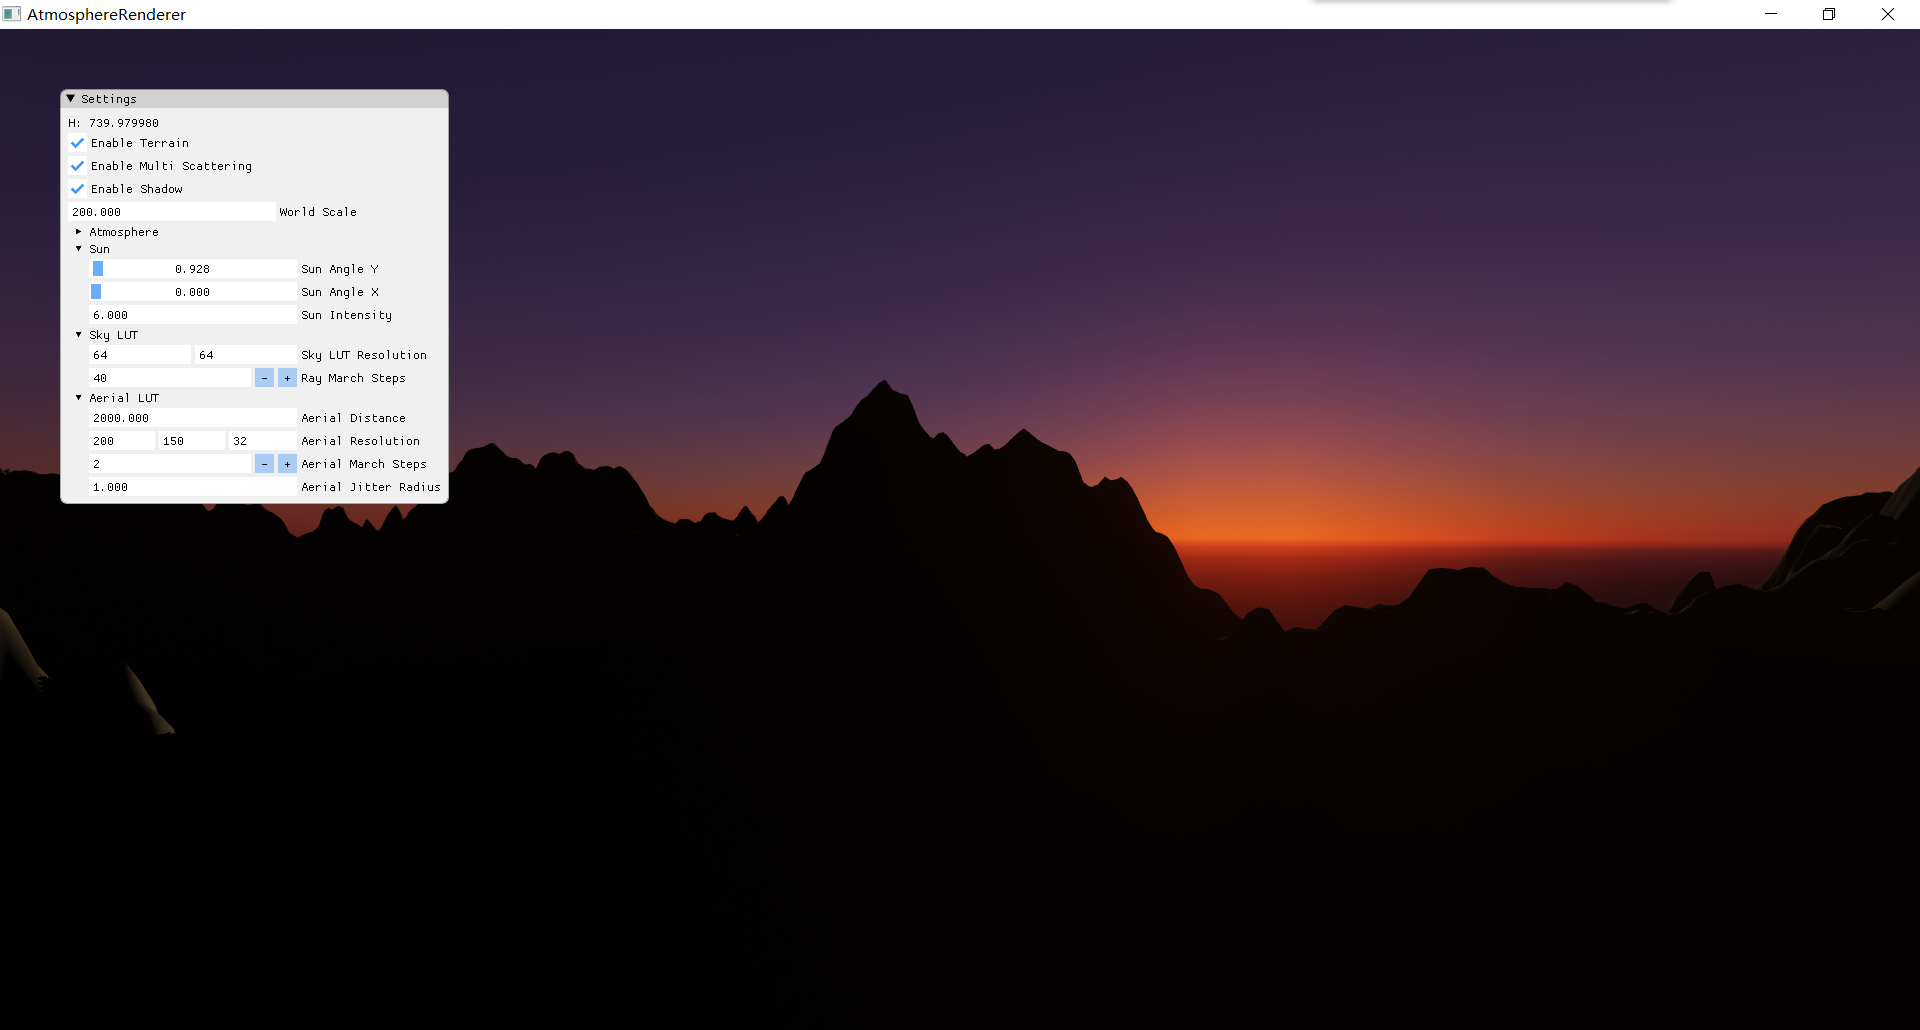 AtmosphereRenderer
Settings
H: 739.979980
Enable Terrain
Enable Multi Scattering
Enable Shadow
200.000 World Scale
Atmosphere
Sun
0.928 Sun Angle Y
0.000 Sun Angle X
6.000 Sun Intensity
Sky LUT
64 64 Sky LUT Resolution
40 - + Ray March Steps
Aerial LUT
2000.000 Aerial Distance
200 150 32 Aerial Resolution
2 - + Aerial March Steps
1.000 Aerial Jitter Radius